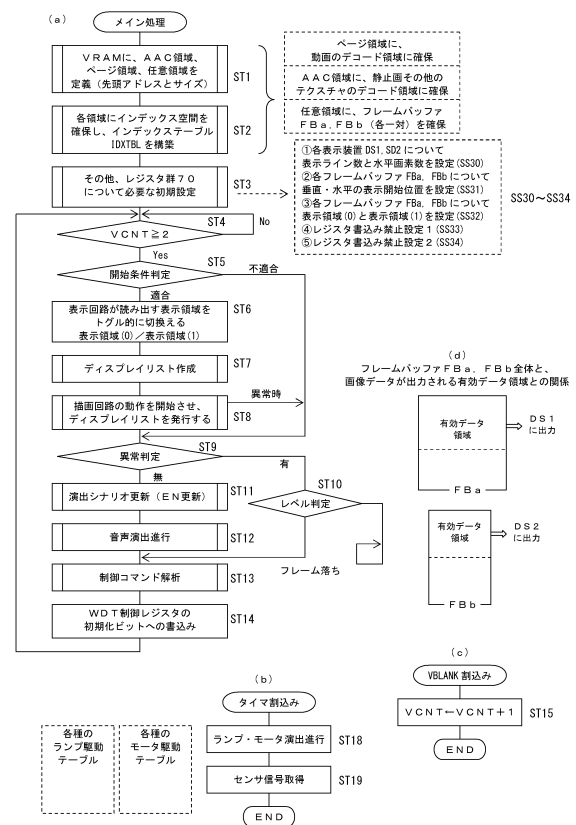 (a)
メイン処理
VRAMに、AAC領域、
ページ領域、任意領域を
定義(先頭アドレスとサイズ)
ST1
各領域にインデックス空間を
確保し、インデックステーブル
IDXTBLを構築
ST2
その他、レジスタ群70
について必要な初期設定
ST3
ページ領域に、
動画のデコード領域に確保
AAC領域に、静止画その他の
テクスチャのデコード領域に確保
任意領域に、フレームバッファ
FBa,FBb(各一対)を確保
①各表示装置DS1,SD2について
表示ライン数と水平画素数を設定(SS30)
②各フレームバッファFBa, FBbについて
垂直・水平の表示開始位置を設定(SS31)
③各フレームバッファFBa, FBbについて
表示領域(0)と表示領域(1)を設定(SS32)
④レジスタ書込み禁止設定1(SS33)
⑤レジスタ書込み禁止設定2(SS34)
SS30~SS34
ST4
VCNT≧2
No
Yes
ST5
開始条件判定
不適合
適合
表示回路が読み出す表示領域を
トグル的に切換える
表示領域(0)/表示領域(1)
ST6
ディスプレイリスト作成
ST7
描画回路の動作を開始させ、
ディスプレイリストを発行する
ST8
異常時
ST9
異常判定
有
無
ST10
レベル判定
フレーム落ち
演出シナリオ更新(EN更新)
ST11
音声演出進行
ST12
制御コマンド解析
ST13
WDT制御レジスタの
初期化ビットへの書込み
ST14
(d)
フレームバッファFBa, FBb全体と、
画像データが出力される有効データ領域との関係
有効データ
領域
DS1
に出力
FBa
有効データ
領域
DS2
に出力
FBb
(b)
タイマ割込み
ランプ・モータ演出進行
ST18
センサ信号取得
ST19
END
各種の
ランプ駆動
テーブル
各種の
モータ駆動
テーブル
(c)
VBLANK割込み
VCNT←VCNT+1
ST15
END